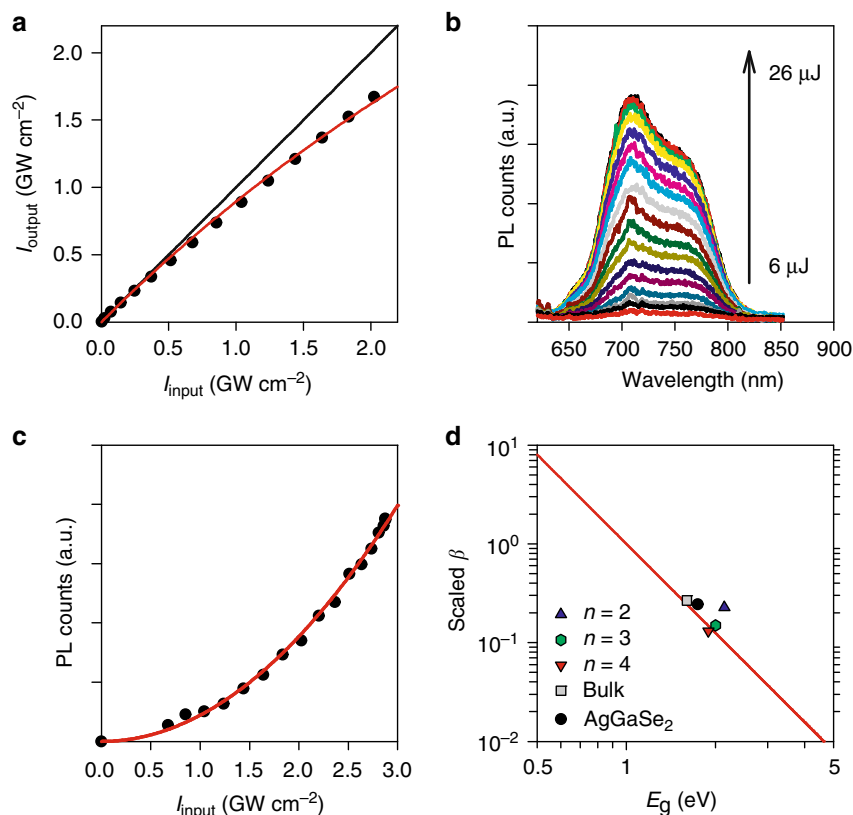 a
2.0
1.5
1.0
0.5
0.0
I_output (GW cm⁻²)
0.0 0.5 1.0 1.5 2.0
I_input (GW cm⁻²)
b
26 μJ
6 μJ
PL counts (a.u.)
650 700 750 800 850 900
Wavelength (nm)
c
PL counts (a.u.)
0.0 0.5 1.0 1.5 2.0 2.5 3.0
I_input (GW cm⁻²)
d
10¹
10⁰
10⁻¹
10⁻²
Scaled β
n = 2
n = 3
n = 4
Bulk
AgGaSe₂
0.5 1 5
E_g (eV)